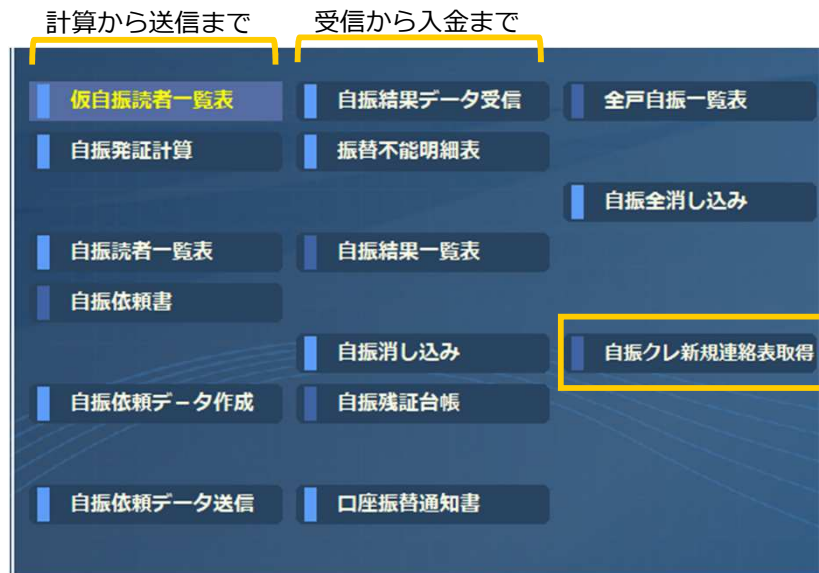 計算から送信まで
受信から入金まで
仮自振読者一覧表
自振結果データ受信
全戸自振一覧表
自振発証計算
振替不能明細表
自振全消し込み
自振読者一覧表
自振結果一覧表
自振依頼書
自振消し込み
自振クレ新規連絡表取得
自振依頼デ－タ作成
自振残証台帳
自振依頼データ送信
口座振替通知書